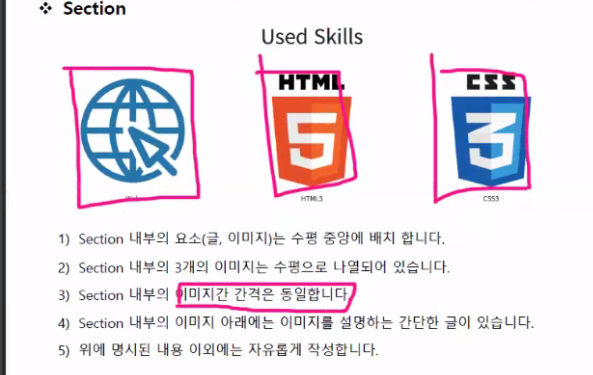 ❖ Section
Used Skills
HTML
5
CSS
3
HTML5
CSS3
1) Section 내부의 요소(글, 이미지)는 수평 중앙에 배치 합니다.
2) Section 내부의 3개의 이미지는 수평으로 나열되어 있습니다.
3) Section 내부의 이미지간 간격은 동일합니다
4) Section 내부의 이미지 아래에는 이미지를 설명하는 간단한 글이 있습니다.
5) 위에 명시된 내용 이외에는 자유롭게 작성합니다.